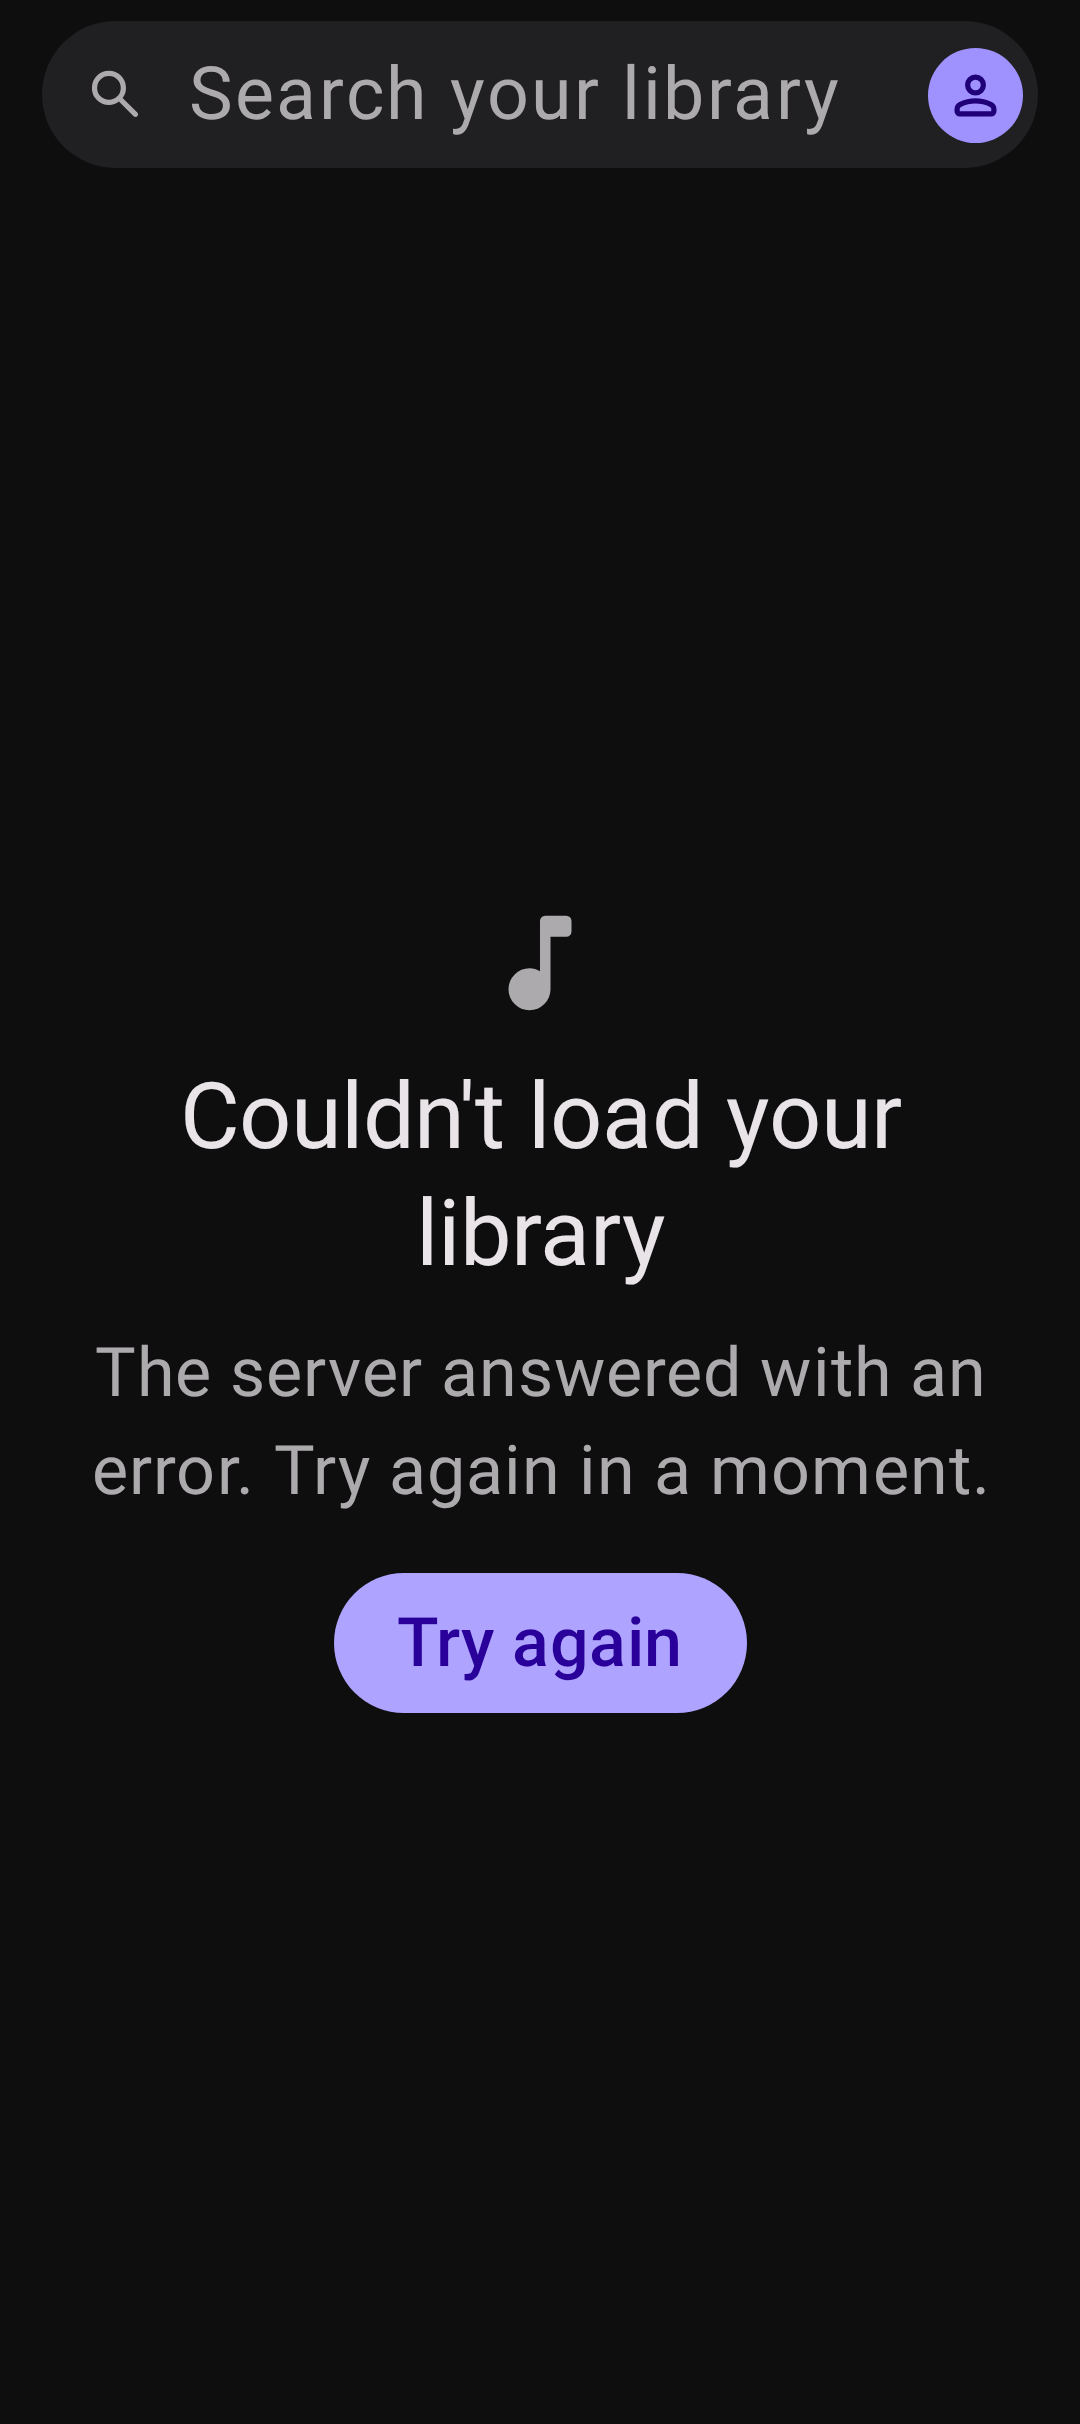 Search your library
Couldn't load your
library
The server answered with an
error. Try again in a moment.
Try again